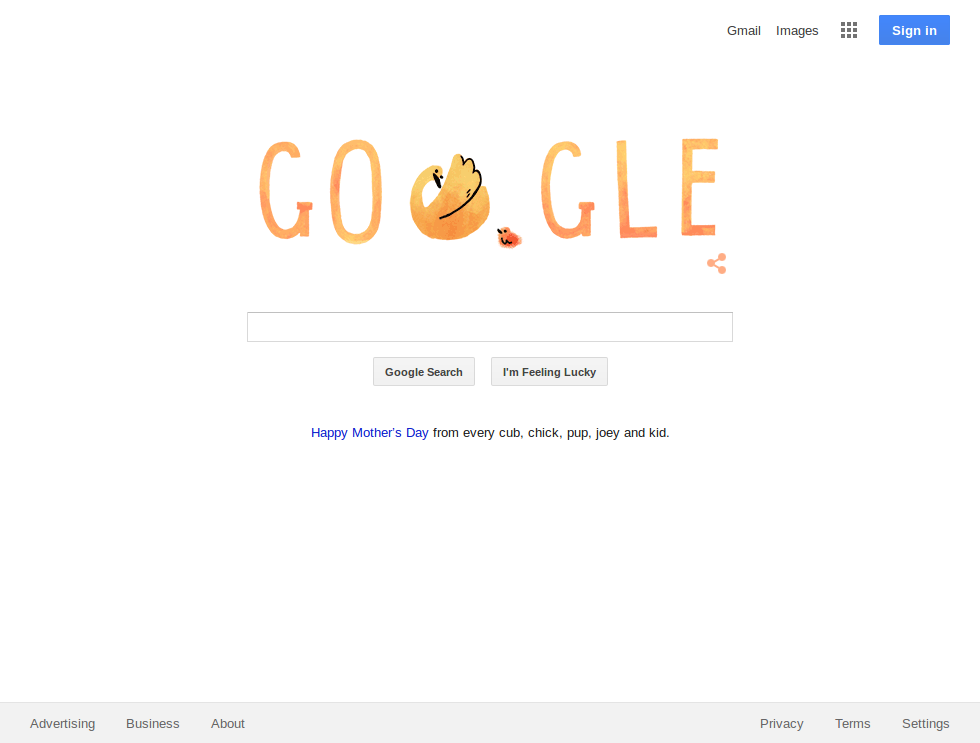 Gmail Images Sign in
GO GLE
Google Search I'm Feeling Lucky
Happy Mother's Day from every cub, chick, pup, joey and kid.
Advertising Business About Privacy Terms Settings